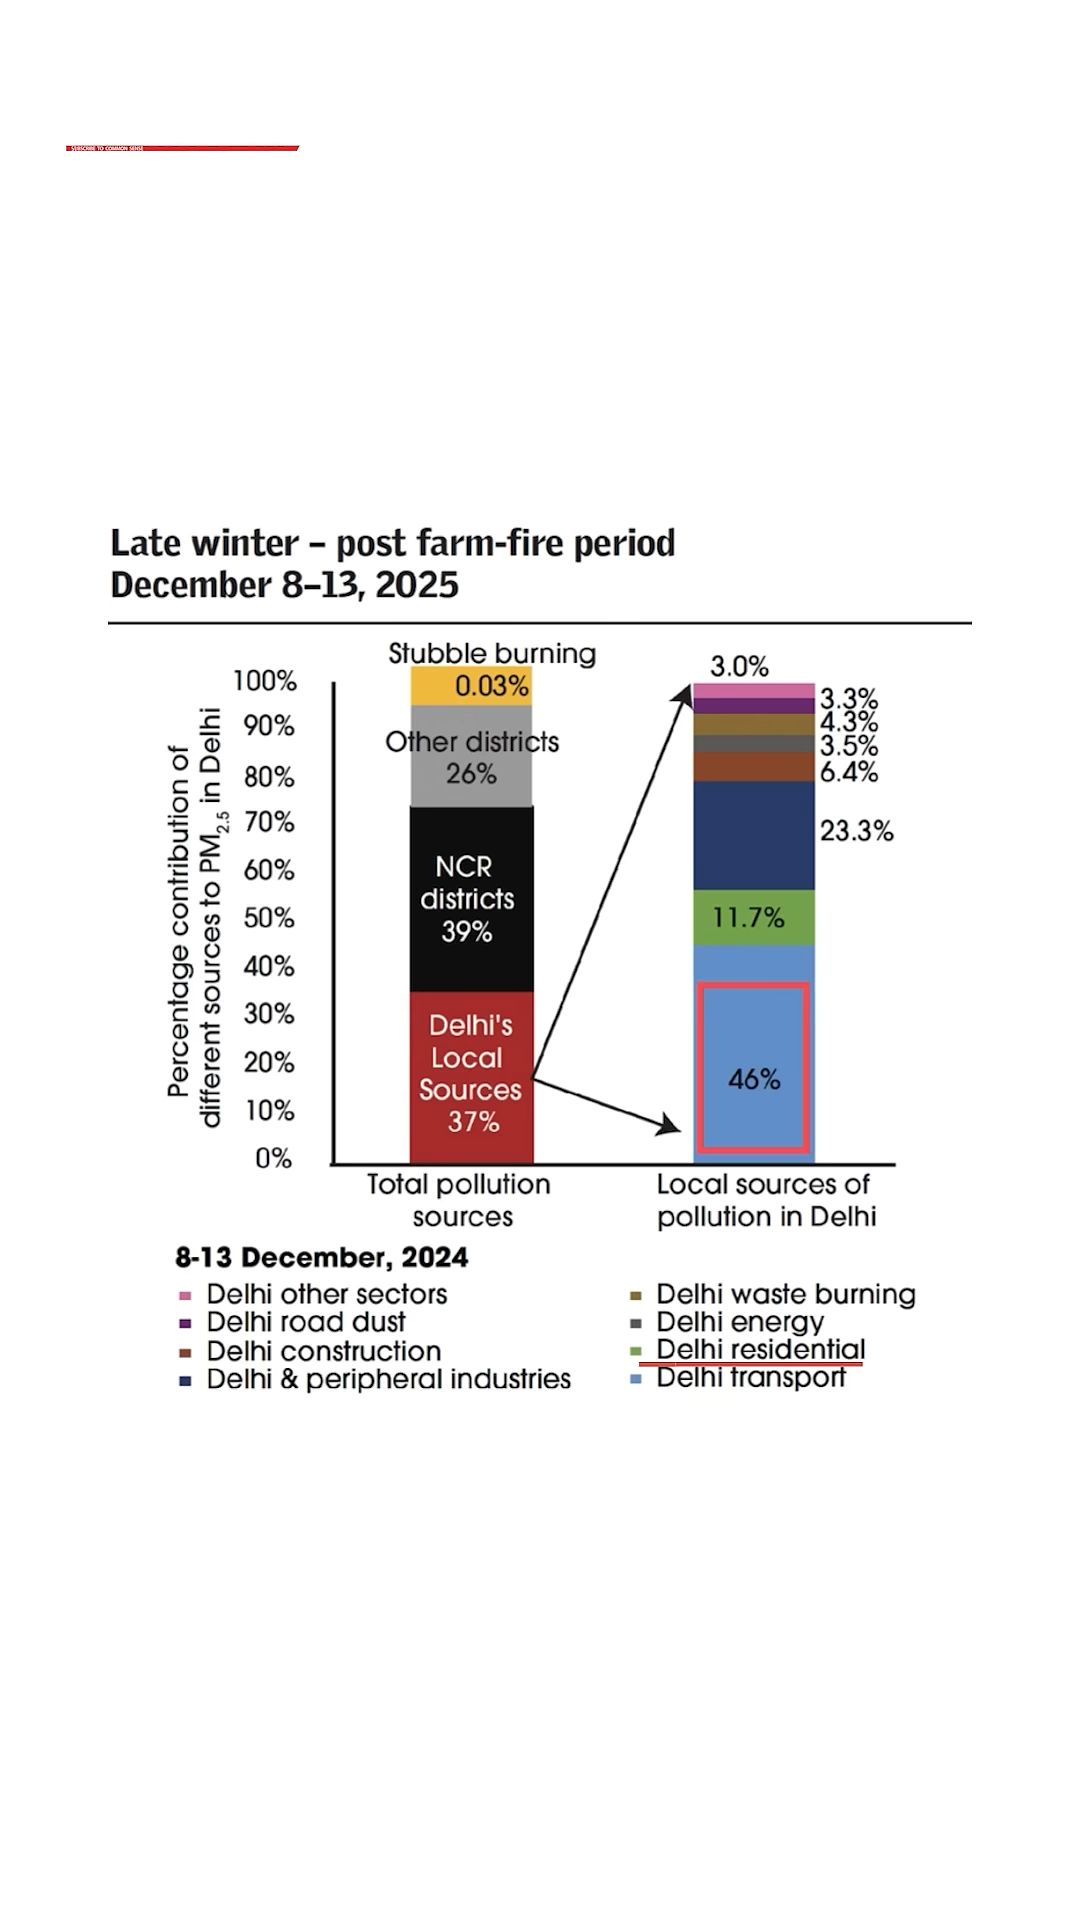 SUBSCRIBE TO COMMON SENSE
Late winter – post farm-fire period
December 8–13, 2025
Percentage contribution of
different sources to PM2.5 in Delhi
100%
90%
80%
70%
60%
50%
40%
30%
20%
10%
0%
Stubble burning
0.03%
Other districts
26%
NCR
districts
39%
Delhi's
Local
Sources
37%
Total pollution
sources
3.0%
3.3%
4.3%
3.5%
6.4%
23.3%
11.7%
46%
Local sources of
pollution in Delhi
8-13 December, 2024
Delhi other sectors
Delhi road dust
Delhi construction
Delhi & peripheral industries
Delhi waste burning
Delhi energy
Delhi residential
Delhi transport